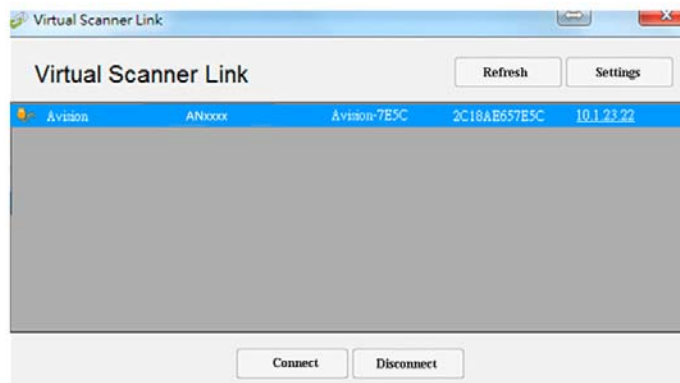 Virtual Scanner Link
Virtual Scanner Link Refresh Settings
Avision ANxxxx Avision-7E5C 2C18AE657E5C 10.1.23.22
Connect Disconnect